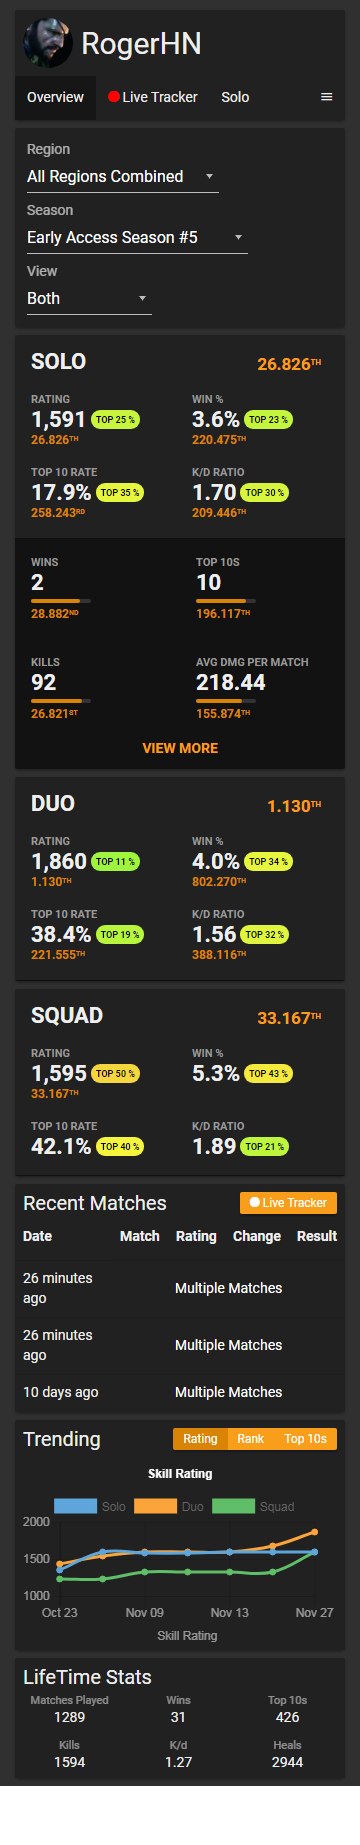 RogerHN
Overview Live Tracker Solo
Region
All Regions Combined
Season
Early Access Season #5
View
Both
SOLO 26.826TH
RATING WIN %
1,591 TOP 25 % 3.6% TOP 23 %
26.826TH 220.475TH
TOP 10 RATE K/D RATIO
17.9% TOP 35 % 1.70 TOP 30 %
258.243RD 209.446TH
WINS TOP 10S
2 10
28.882ND 196.117TH
KILLS AVG DMG PER MATCH
92 218.44
26.821ST 155.874TH
VIEW MORE
DUO 1.130TH
RATING WIN %
1,860 TOP 11 % 4.0% TOP 34 %
1.130TH 802.270TH
TOP 10 RATE K/D RATIO
38.4% TOP 19 % 1.56 TOP 32 %
221.555TH 388.116TH
SQUAD 33.167TH
RATING WIN %
1,595 TOP 50 % 5.3% TOP 43 %
33.167TH
TOP 10 RATE K/D RATIO
42.1% TOP 40 % 1.89 TOP 21 %
Recent Matches Live Tracker
Date Match Rating Change Result
26 minutes
ago Multiple Matches
26 minutes
ago Multiple Matches
10 days ago Multiple Matches
Trending Rating Rank Top 10s
Skill Rating
Solo Duo Squad
2000
1500
1000
Oct 23 Nov 09 Nov 13 Nov 27
Skill Rating
LifeTime Stats
Matches Played Wins Top 10s
1289 31 426
Kills K/d Heals
1594 1.27 2944